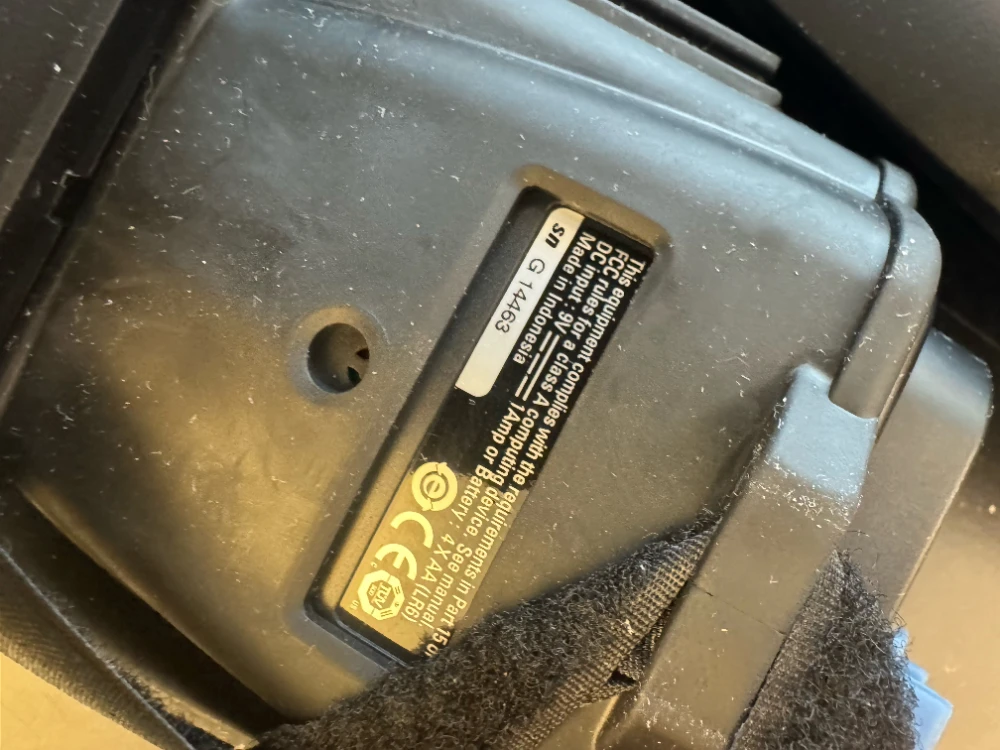 This equipment complies with the requirements in Part 15 of
FCC rules for a class A computing device. See manual.
DC input : 9V 1Amp or Battery : 4 X AA (LR6)
Made in Indonesia
sn G 14463
CE
TÜV